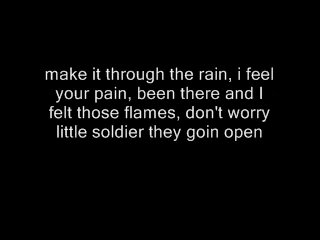 make it through the rain, i feel
your pain, been there and I
felt those flames, don't worry
little soldier they goin open